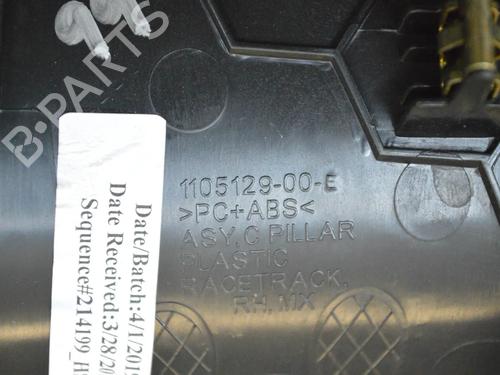 B-PARTS
1105129-00-E
>PC+ABS<
ASY, C PILLAR
PLASTIC
RACETRACK,
RH, MX
Date/Batch:4/1/201
Date Received:3/28/20
Sequence#214199_H